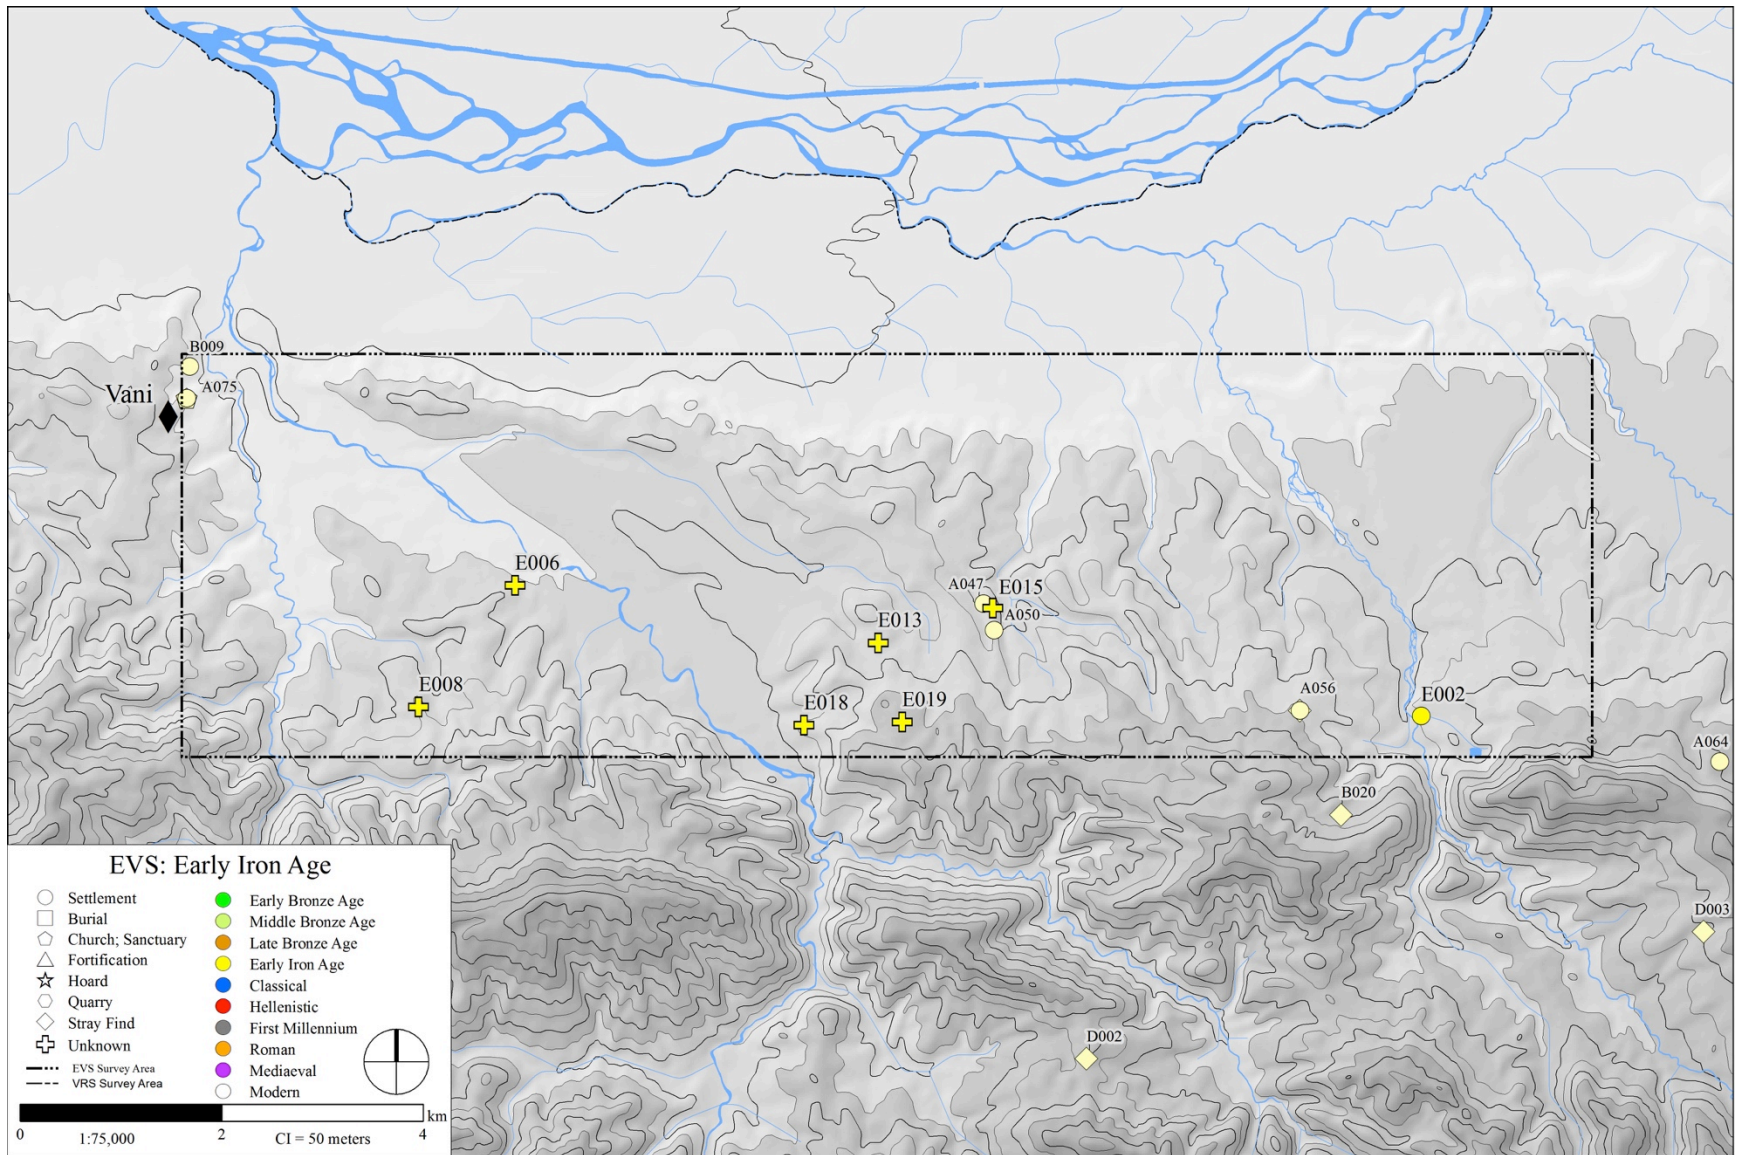 B009
A075
Vani
E006
A047
E015
A050
E013
E008
E018
E019
A056
E002
A064
B020
D003
D002
EVS: Early Iron Age
Settlement
Burial
Church; Sanctuary
Fortification
Hoard
Quarry
Stray Find
Unknown
EVS Survey Area
VRS Survey Area
Early Bronze Age
Middle Bronze Age
Late Bronze Age
Early Iron Age
Classical
Hellenistic
First Millennium
Roman
Mediaeval
Modern
km
0 2 4
1:75,000 CI = 50 meters